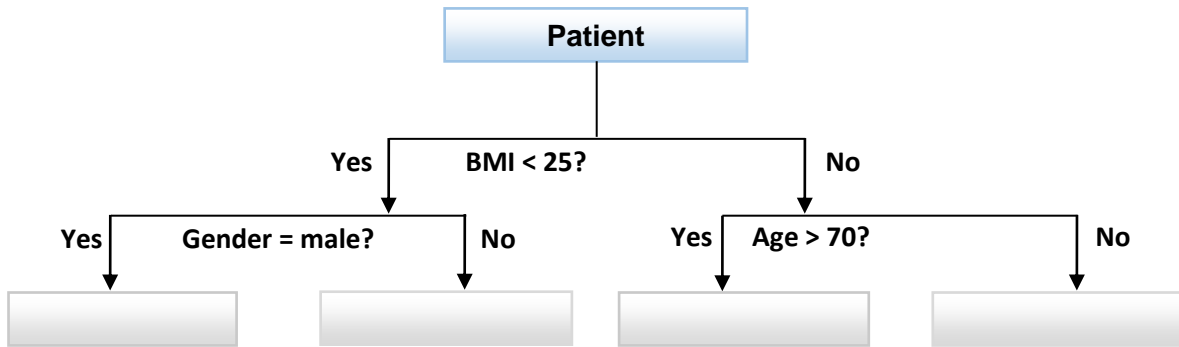 Patient
Yes BMI < 25? No
Yes Gender = male? No Yes Age > 70? No